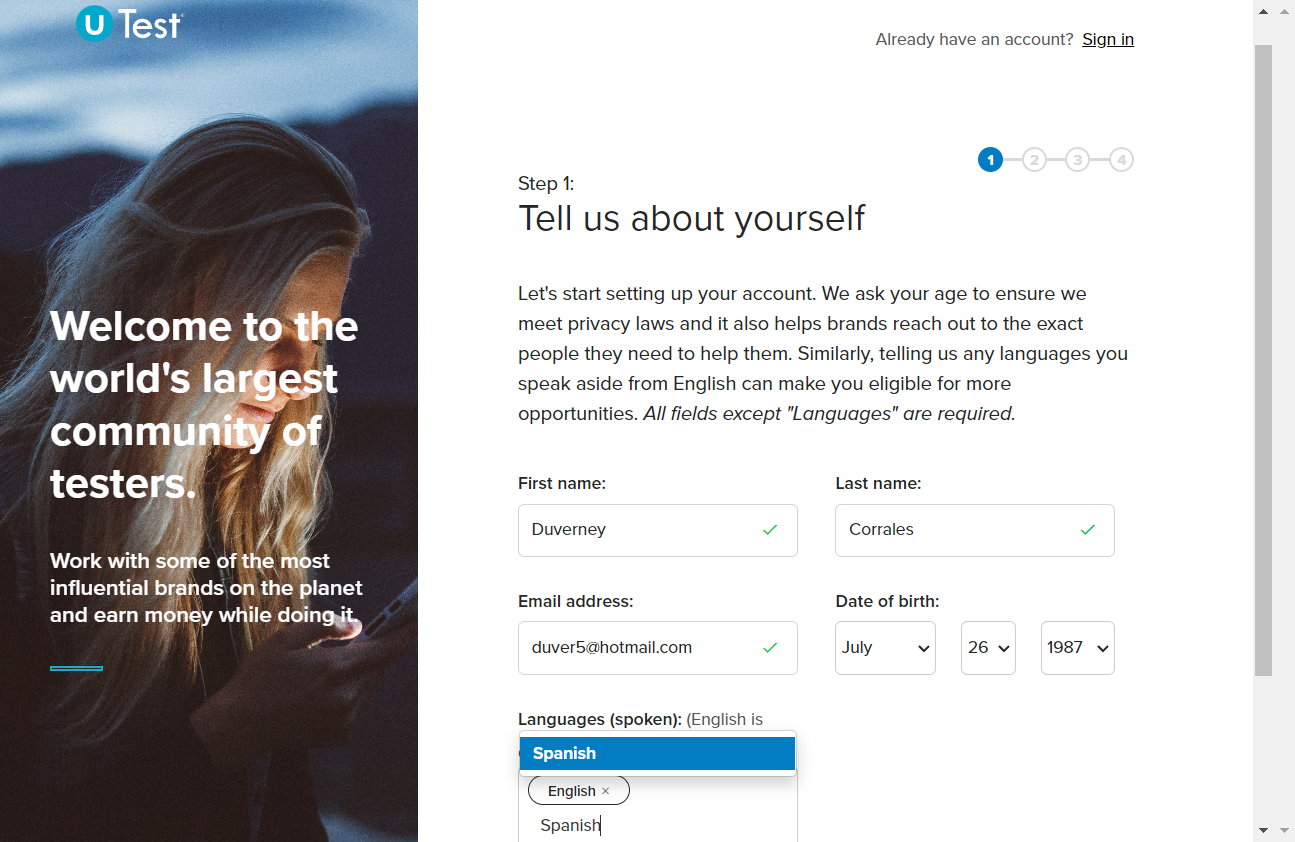 U Test
Already have an account? Sign in
1 2 3 4
Step 1:
Tell us about yourself
Let's start setting up your account. We ask your age to ensure we
meet privacy laws and it also helps brands reach out to the exact
people they need to help them. Similarly, telling us any languages you
speak aside from English can make you eligible for more
opportunities. All fields except "Languages" are required.
Welcome to the
world's largest
community of
testers.
Work with some of the most
influential brands on the planet
and earn money while doing it.
First name: Last name:
Duverney Corrales
Email address: Date of birth:
duver5@hotmail.com July 26 1987
Languages (spoken): (English is
Spanish
English ×
Spanish